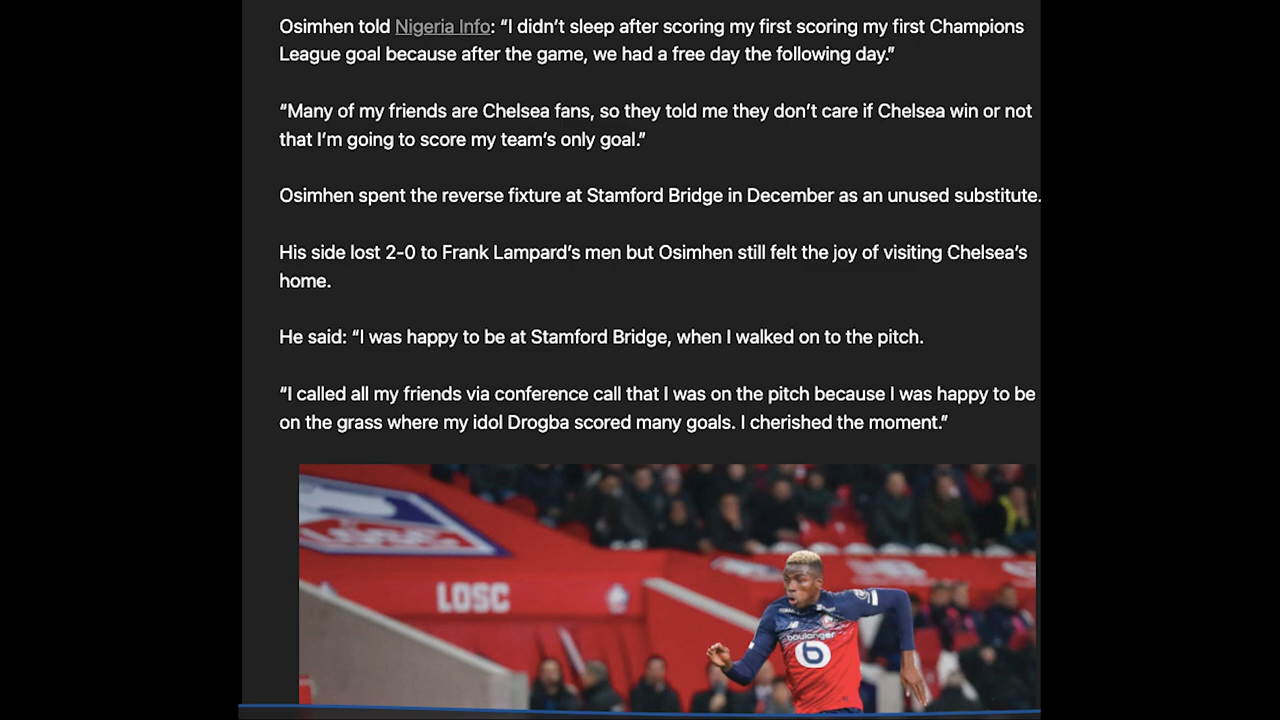 Osimhen told Nigeria Info: “I didn’t sleep after scoring my first scoring my first Champions
League goal because after the game, we had a free day the following day.”
“Many of my friends are Chelsea fans, so they told me they don’t care if Chelsea win or not
that I’m going to score my team’s only goal.”
Osimhen spent the reverse fixture at Stamford Bridge in December as an unused substitute.
His side lost 2-0 to Frank Lampard’s men but Osimhen still felt the joy of visiting Chelsea’s
home.
He said: “I was happy to be at Stamford Bridge, when I walked on to the pitch.
“I called all my friends via conference call that I was on the pitch because I was happy to be
on the grass where my idol Drogba scored many goals. I cherished the moment.”
LOSC
boulanger
b